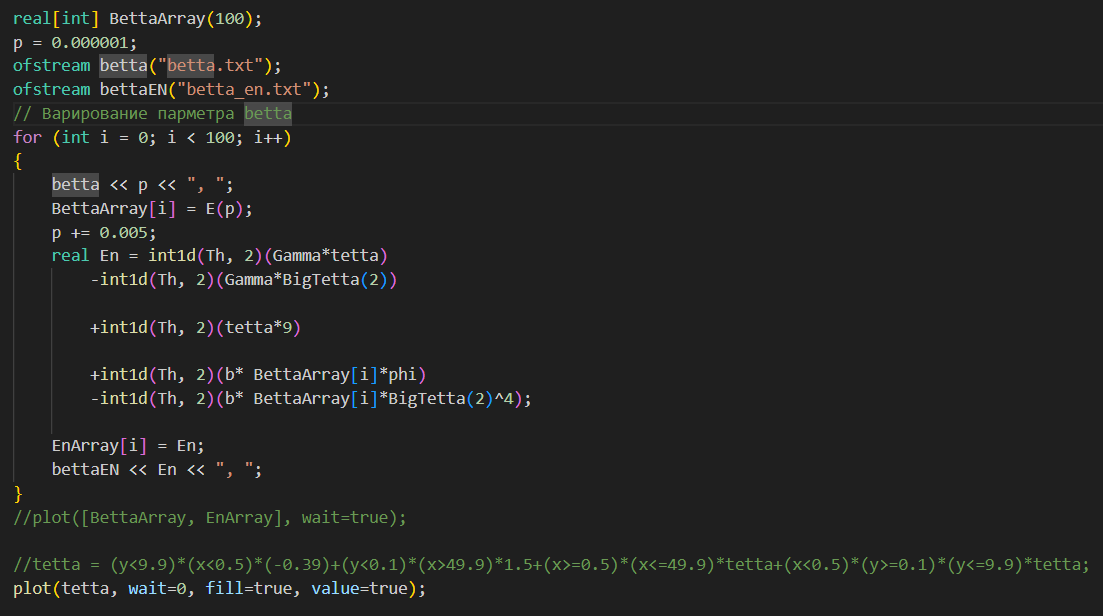 real[int] BettaArray(100);
p = 0.000001;
ofstream betta("betta.txt");
ofstream bettaEN("betta_en.txt");
// Варирование парметра betta
for (int i = 0; i < 100; i++)
{
    betta << p << ", ";
    BettaArray[i] = E(p);
    p += 0.005;
    real En = int1d(Th, 2)(Gamma*tetta)
        -int1d(Th, 2)(Gamma*BigTetta(2))
        +int1d(Th, 2)(tetta*9)
        +int1d(Th, 2)(b* BettaArray[i]*phi)
        -int1d(Th, 2)(b* BettaArray[i]*BigTetta(2)^4);
    EnArray[i] = En;
    bettaEN << En << ", ";
}
//plot([BettaArray, EnArray], wait=true);
//tetta = (y<9.9)*(x<0.5)*(-0.39)+(y<0.1)*(x>49.9)*1.5+(x>=0.5)*(x<=49.9)*tetta+(x<0.5)*(y>=0.1)*(y<=9.9)*tetta;
plot(tetta, wait=0, fill=true, value=true);